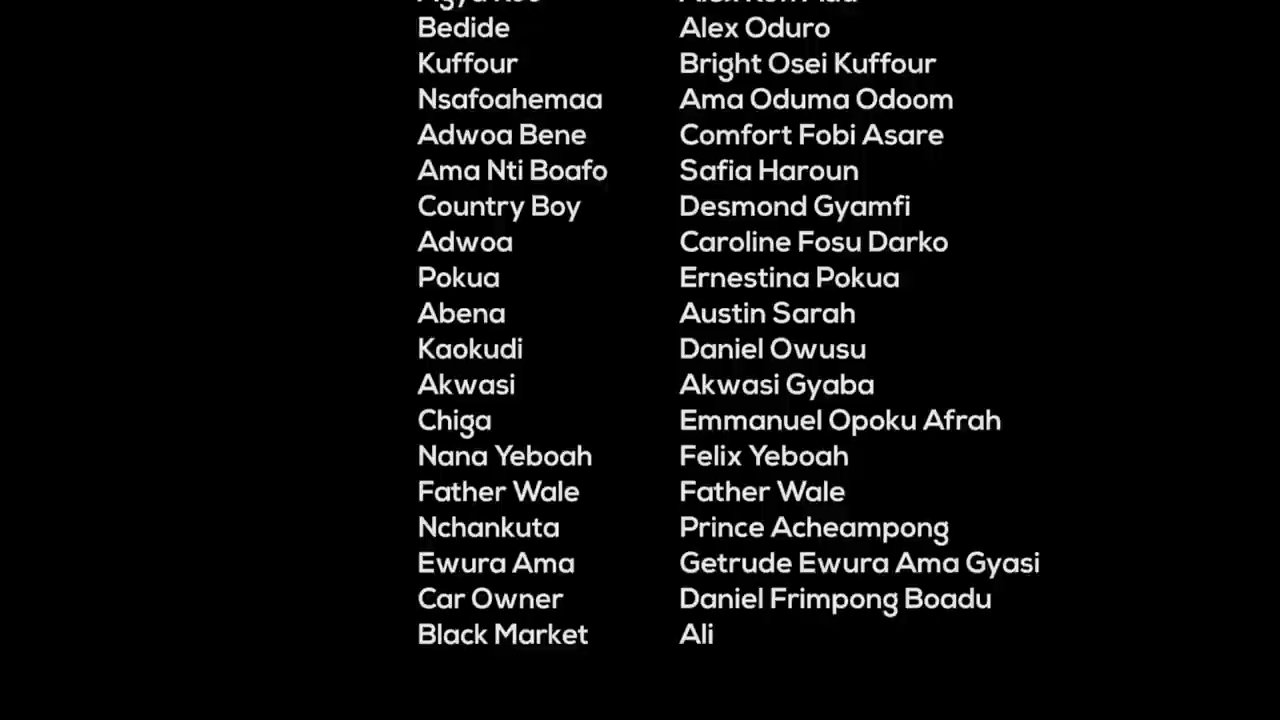 Bedide Alex Oduro
Kuffour Bright Osei Kuffour
Nsafoahemaa Ama Oduma Odoom
Adwoa Bene Comfort Fobi Asare
Ama Nti Boafo Safia Haroun
Country Boy Desmond Gyamfi
Adwoa Caroline Fosu Darko
Pokua Ernestina Pokua
Abena Austin Sarah
Kaokudi Daniel Owusu
Akwasi Akwasi Gyaba
Chiga Emmanuel Opoku Afrah
Nana Yeboah Felix Yeboah
Father Wale Father Wale
Nchankuta Prince Acheampong
Ewura Ama Getrude Ewura Ama Gyasi
Car Owner Daniel Frimpong Boadu
Black Market Ali